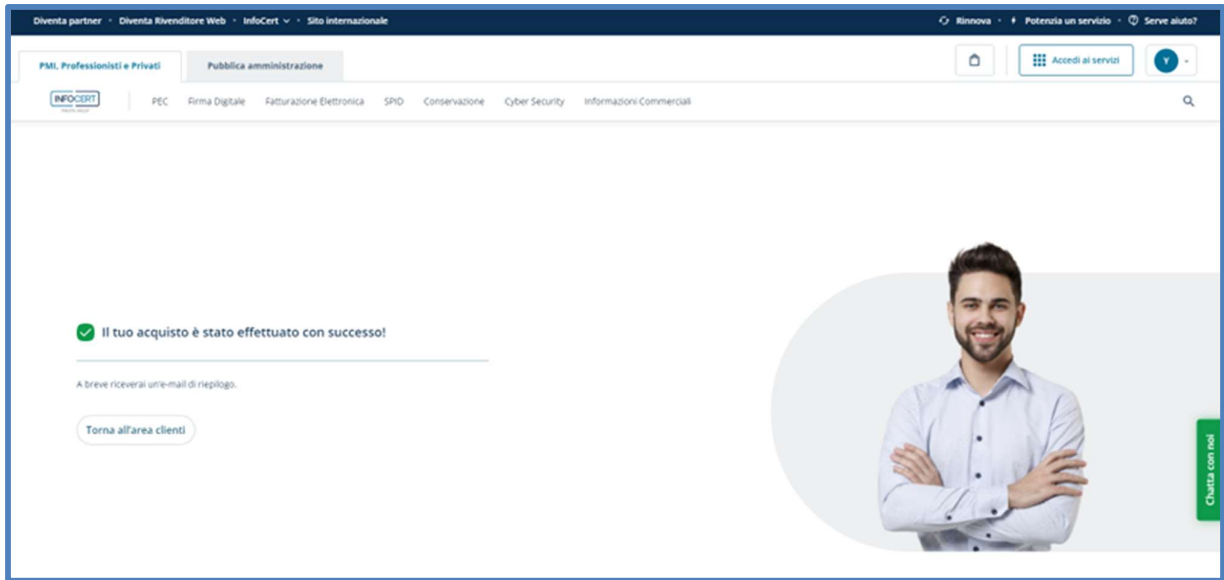 Diventa partner · Diventa Rivenditore Web · InfoCert · Sito internazionale
Rinnova · Potenzia un servizio · Serve aiuto?
PMI, Professionisti e Privati
Pubblica amministrazione
Accedi ai servizi
Y
INFOCERT
PEC Firma Digitale Fatturazione Elettronica SPID Conservazione Cyber Security Informazioni Commerciali
Il tuo acquisto è stato effettuato con successo!
A breve riceverai un'e-mail di riepilogo.
Torna all'area clienti
Chatta con noi